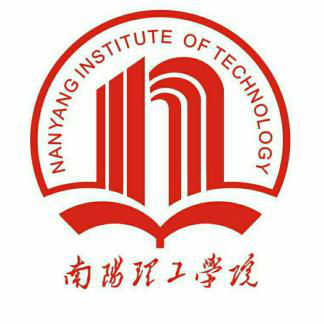 NANYANG INSTITUTE OF TECHNOLOGY
南陽理工學院